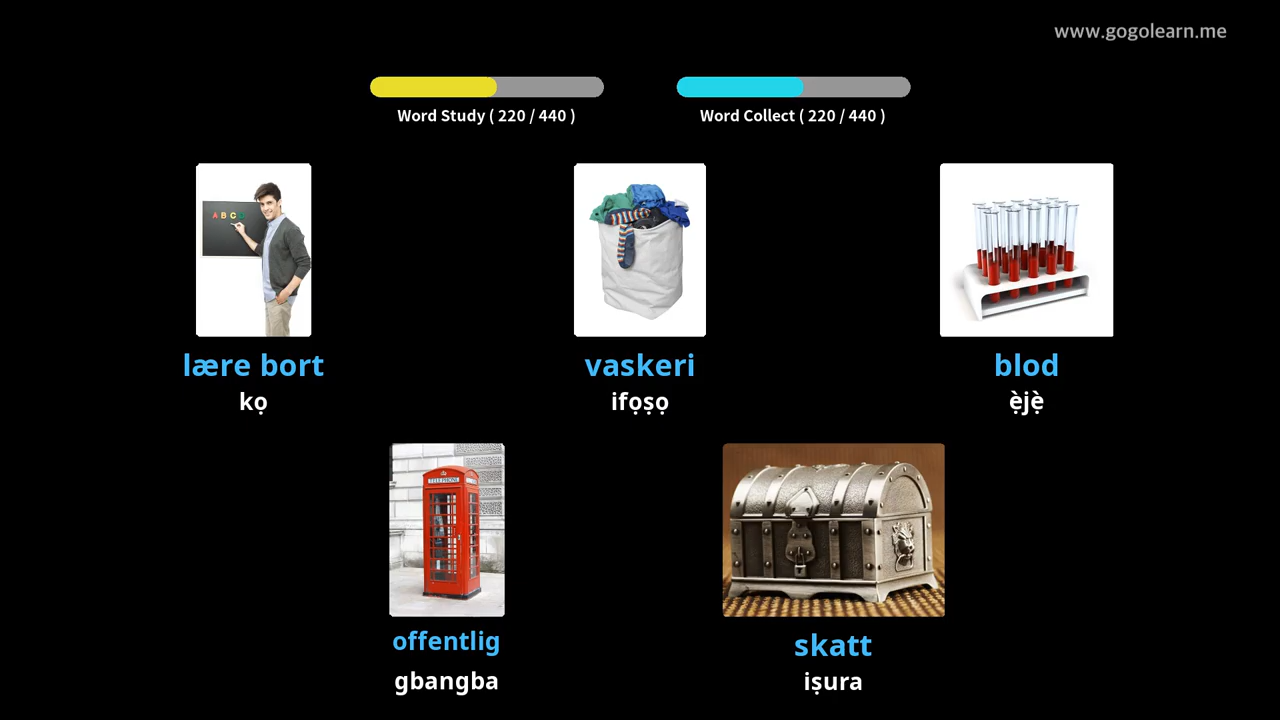 www.gogolearn.me
Word Study ( 220 / 440 )
Word Collect ( 220 / 440 )
A B C D
lære bort
kọ
vaskeri
ifọṣọ
blod
ẹ̀jẹ̀
TELEPHONE
offentlig
gbangba
skatt
iṣura